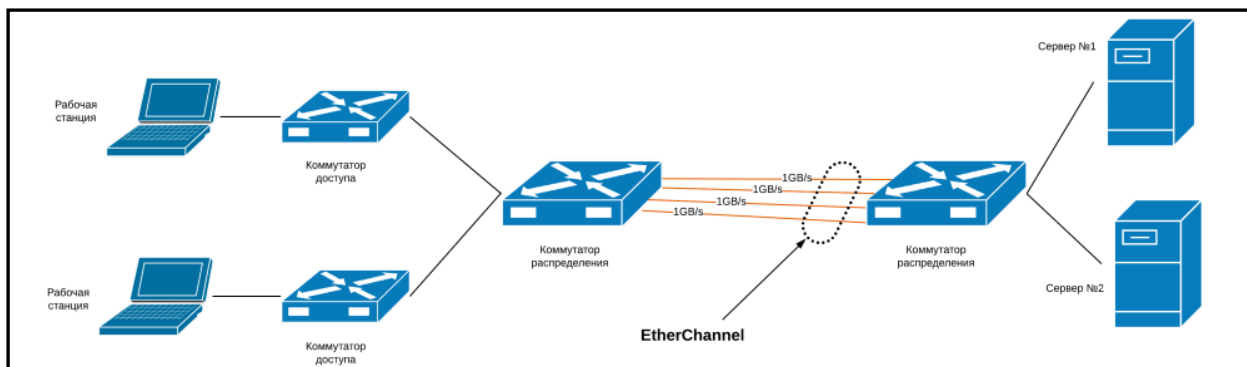 Сервер №1
Рабочая
станция
Коммутатор
доступа
1GB/s
1GB/s
1GB/s
1GB/s
Коммутатор
распределения
Коммутатор
распределения
Рабочая
станция
Сервер №2
EtherChannel
Коммутатор
доступа